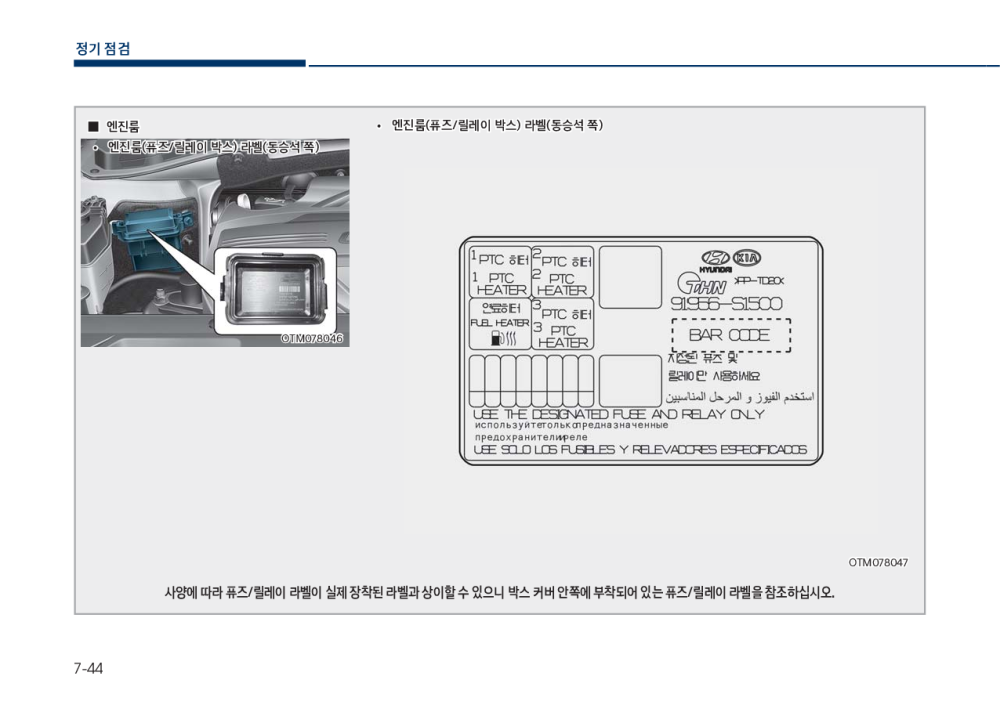 정기 점검
■ 엔진룸
• 엔진룸(퓨즈/릴레이 박스) 라벨(동승석 쪽)
OTM078046
• 엔진룸(퓨즈/릴레이 박스) 라벨(동승석 쪽)
1 PTC 히터
1 PTC
HEATER
2 PTC 히터
2 PTC
HEATER
연료히터
FUEL HEATER
3 PTC 히터
3 PTC
HEATER
HYUNDAI
KIA
>PP-TD20<
91956-S1500
BAR CODE
지정된 퓨즈 및
릴레이만 사용하세요
استخدم الفيوز و المرحل المناسبين
USE THE DESIGNATED FUSE AND RELAY ONLY
используйте только предназначенные
предохранители и реле
USE SOLO LOS FUSIBLES Y RELEVADORES ESPECIFICADOS
OTM078047
사양에 따라 퓨즈/릴레이 라벨이 실제 장착된 라벨과 상이할 수 있으니 박스 커버 안쪽에 부착되어 있는 퓨즈/릴레이 라벨을 참조하십시오.
7-44